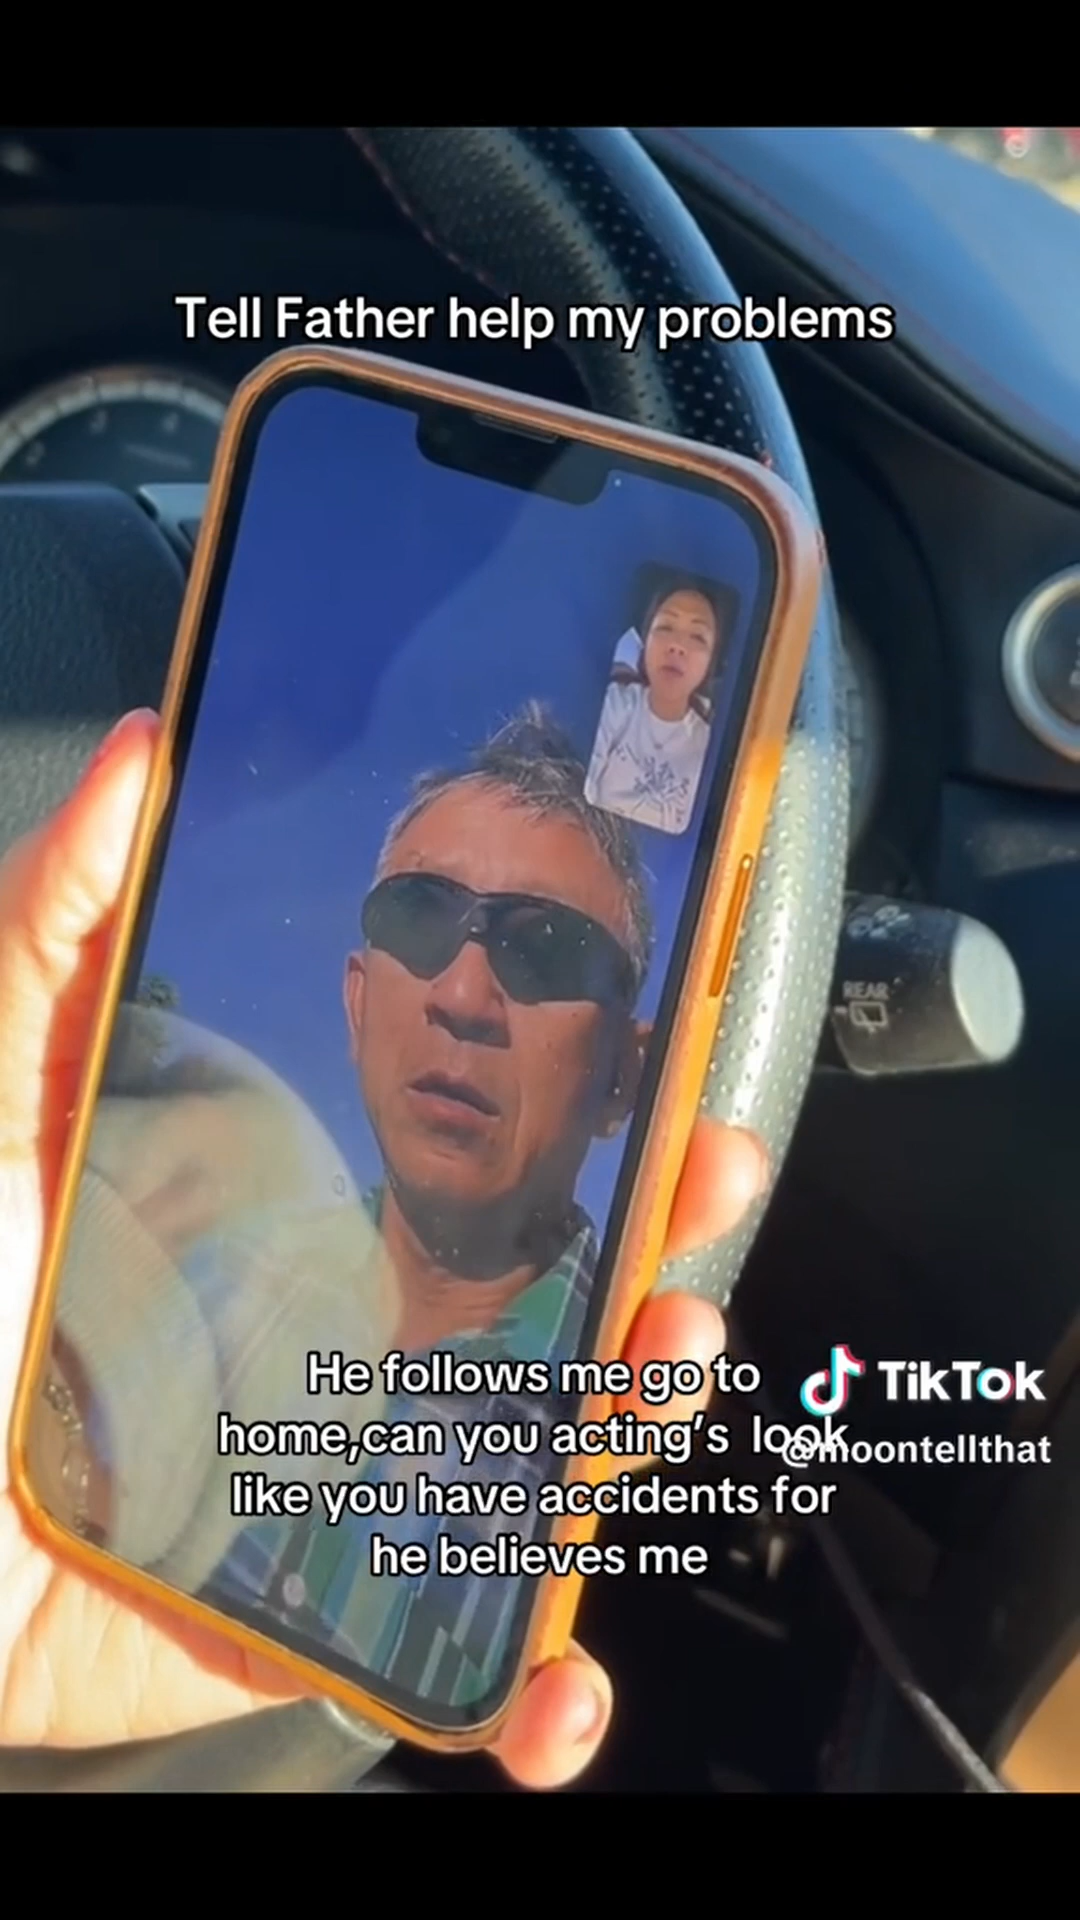 Tell Father help my problems
REAR
He follows me go to
home,can you acting's look
like you have accidents for
he believes me
TikTok
@moontellthat